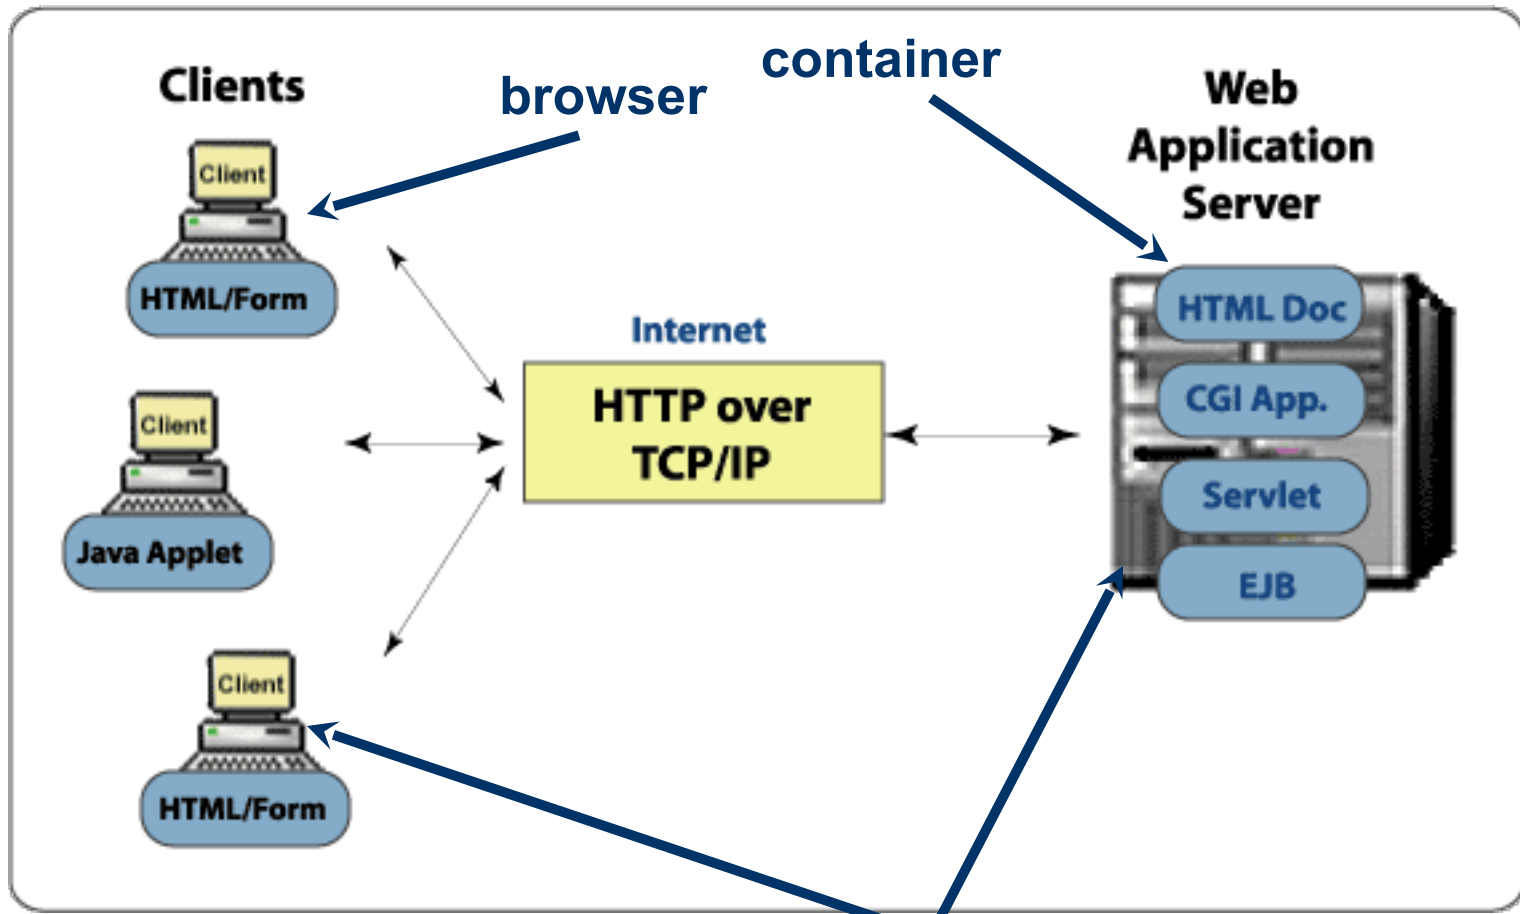 container
browser
Clients
Web
Application
Server
Client
HTML/Form
HTML Doc
Internet
CGI App.
HTTP over
TCP/IP
Client
Java Applet
Servlet
EJB
Client
HTML/Form